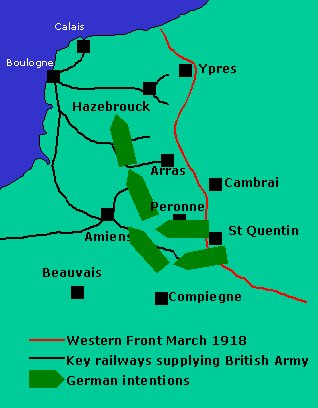 Calais
Boulogne
Ypres
Hazebrouck
Arras
Cambrai
Peronne
St Quentin
Amiens
Beauvais
Compiegne
Western Front March 1918
Key railways supplying British Army
German intentions